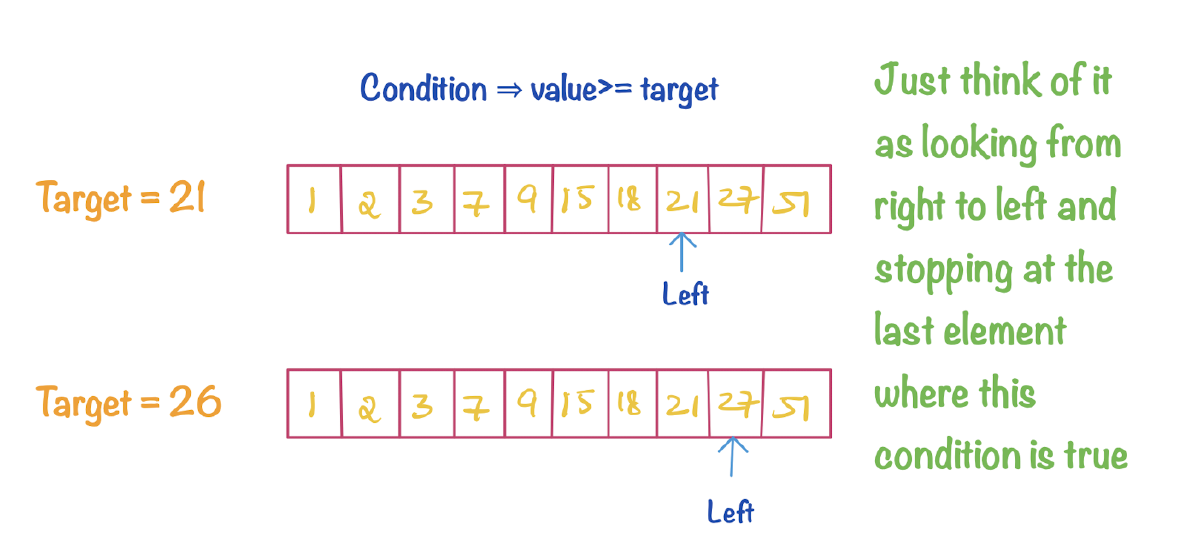 Condition ⇒ value>= target
Target = 21
1 2 3 7 9 15 18 21 27 51
Left
Target = 26
1 2 3 7 9 15 18 21 27 51
Left
Just think of it
as looking from
right to left and
stopping at the
last element
where this
condition is true